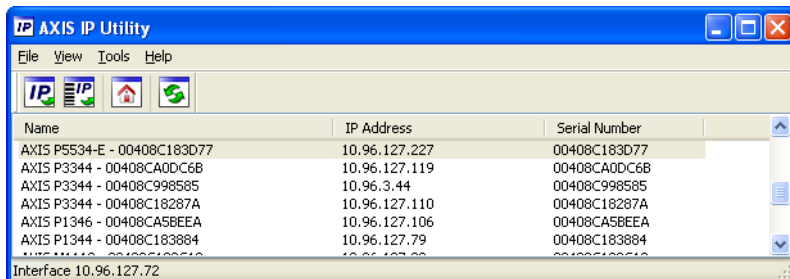 IP AXIS IP Utility
File View Tools Help
IP IP
Name IP Address Serial Number
AXIS P5534-E - 00408C183D77 10.96.127.227 00408C183D77
AXIS P3344 - 00408CA0DC6B 10.96.127.119 00408CA0DC6B
AXIS P3344 - 00408C998585 10.96.3.44 00408C998585
AXIS P3344 - 00408C18287A 10.96.127.110 00408C18287A
AXIS P1346 - 00408CA5BEEA 10.96.127.106 00408CA5BEEA
AXIS P1344 - 00408C183884 10.96.127.79 00408C183884
Interface 10.96.127.72